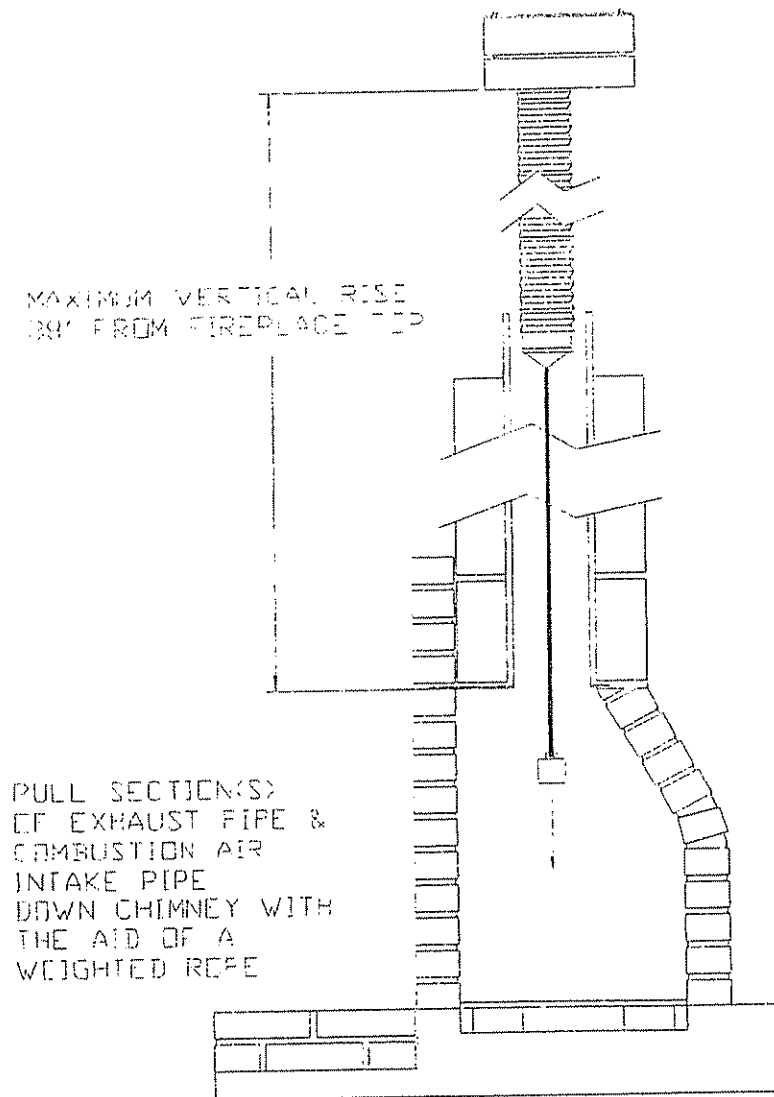 MAXIMUM VERTICAL RISE
FROM FIREPLACE TOP
PULL SECTION(S)
OF EXHAUST PIPE &
COMBUSTION AIR
INTAKE PIPE
DOWN CHIMNEY WITH
THE AID OF A
WEIGHTED ROPE